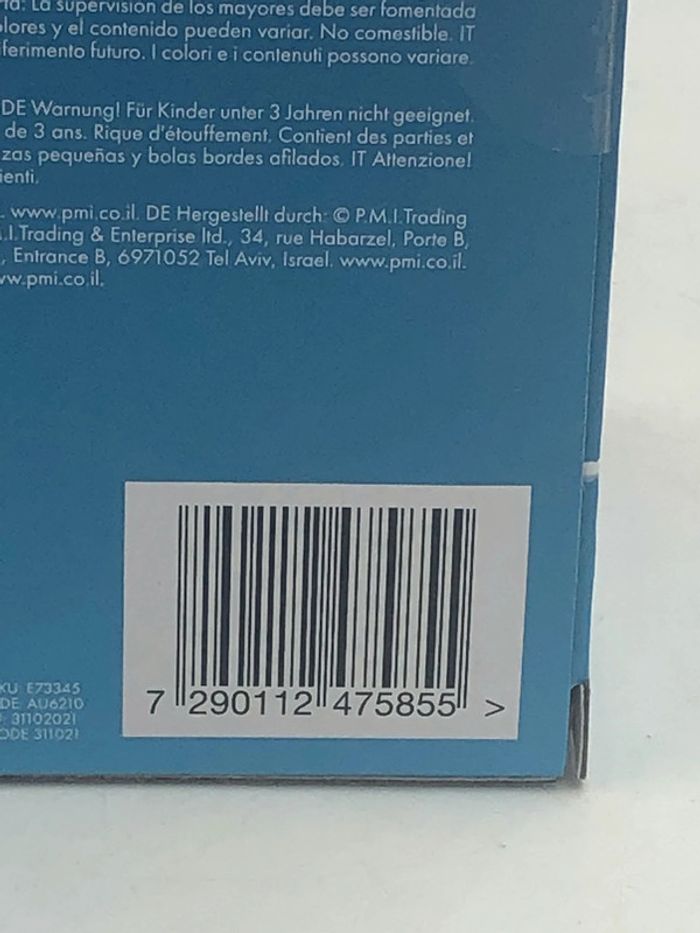 La supervisión de los mayores debe ser fomentada
lores y el contenido pueden variar. No comestible. IT
ferimento futuro. I colori e i contenuti possono variare.
DE Warnung! Für Kinder unter 3 Jahren nicht geeignet.
de 3 ans. Rique d'étouffement. Contient des parties et
zas pequeñas y bolas bordes afilados. IT Attenzione!
ienti.
. www.pmi.co.il. DE Hergestellt durch: © P.M.I.Trading
.I.Trading & Enterprise ltd., 34, rue Habarzel, Porte B,
, Entrance B, 6971052 Tel Aviv, Israel. www.pmi.co.il.
vw.pmi.co.il.
KU: E73345
DE: AU6210
: 31102021
ODE 311021
7 290112 475855 >